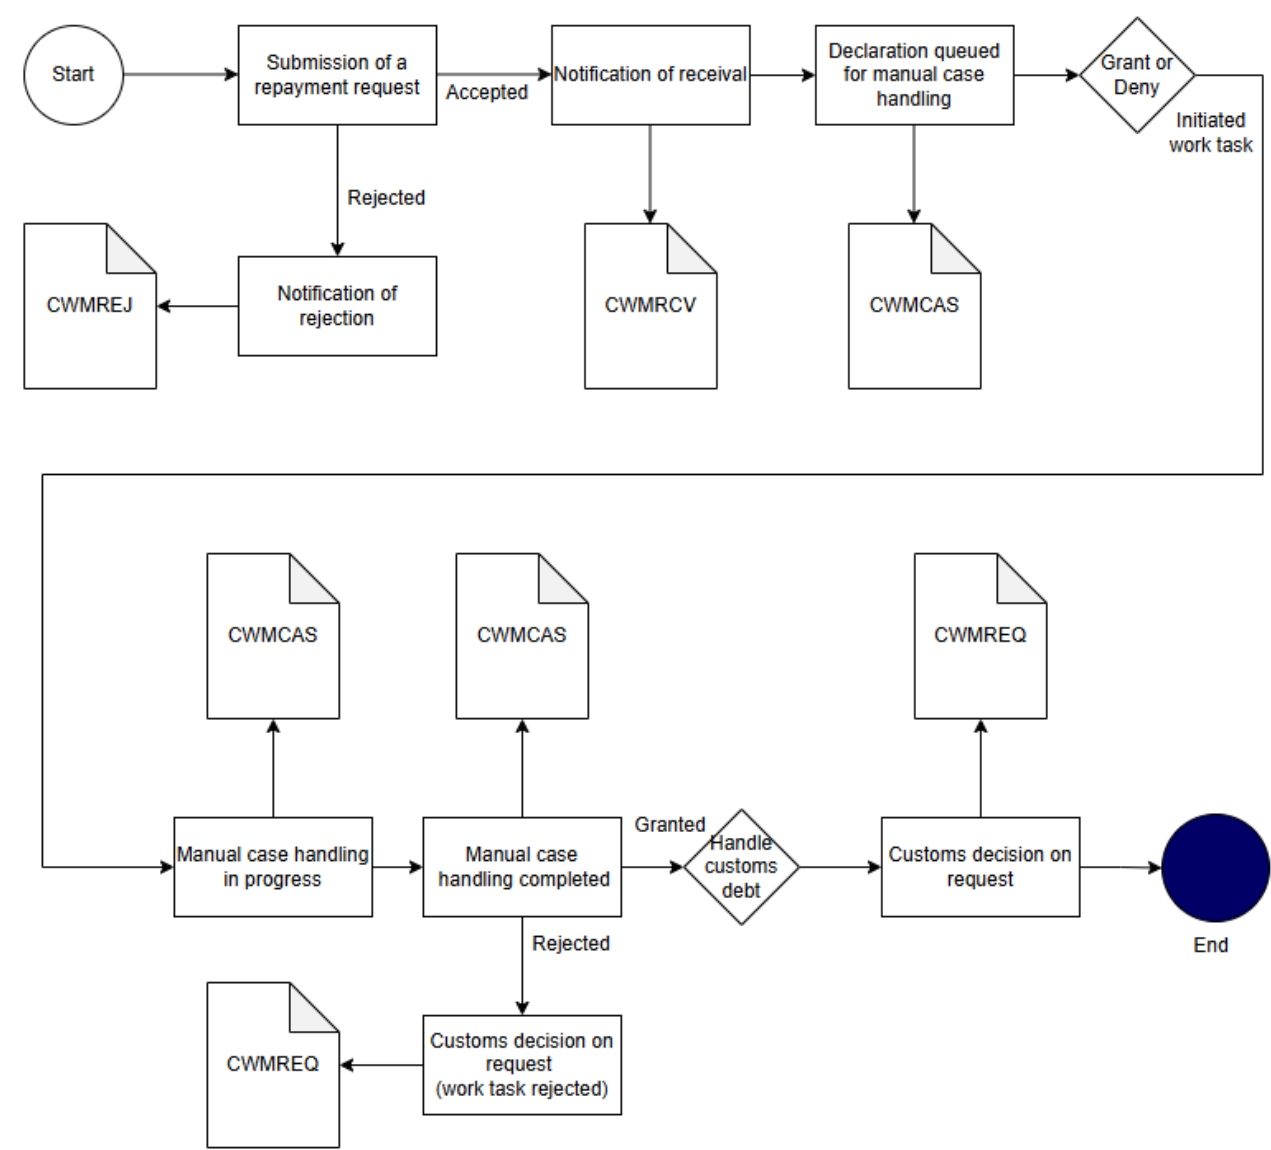 Start
Submission of a
repayment request
Accepted
Notification of receival
Declaration queued
for manual case
handling
Grant or
Deny
Initiated
work task
Rejected
CWMREJ
Notification of
rejection
CWMRCV
CWMCAS
CWMCAS
CWMCAS
CWMREQ
Manual case handling
in progress
Manual case
handling completed
Granted
Handle
customs
debt
Customs decision on
request
End
Rejected
CWMREQ
Customs decision on
request
(work task rejected)